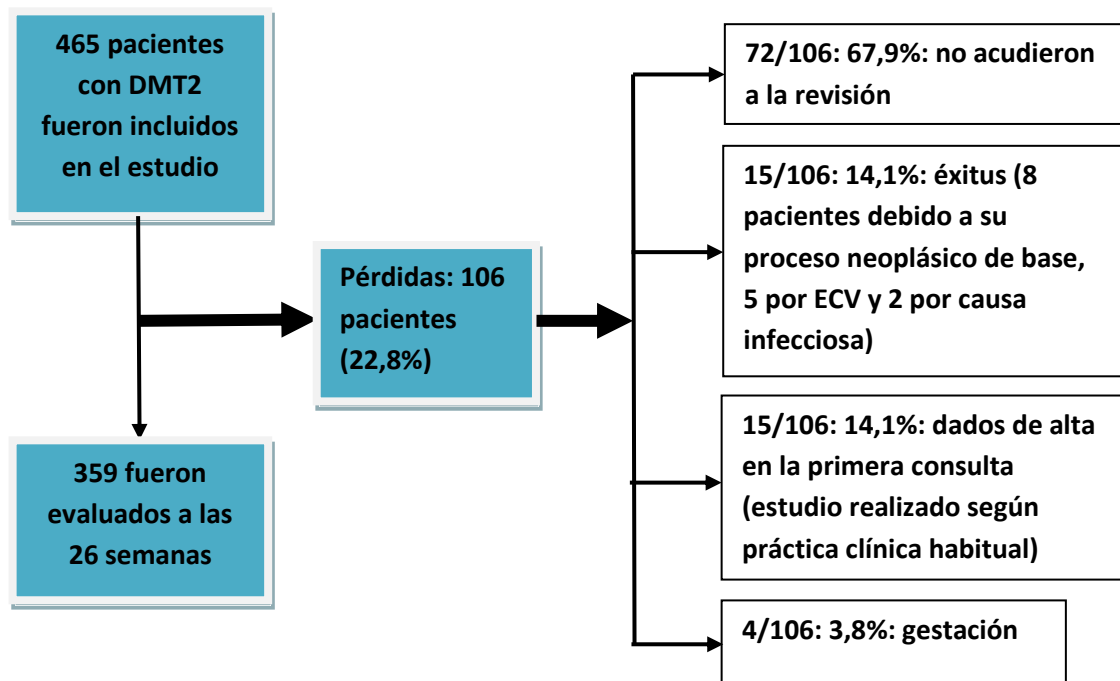 465 pacientes
con DMT2
fueron incluidos
en el estudio
Pérdidas: 106
pacientes
(22,8%)
359 fueron
evaluados a las
26 semanas
72/106: 67,9%: no acudieron
a la revisión
15/106: 14,1%: éxitus (8
pacientes debido a su
proceso neoplásico de base,
5 por ECV y 2 por causa
infecciosa)
15/106: 14,1%: dados de alta
en la primera consulta
(estudio realizado según
práctica clínica habitual)
4/106: 3,8%: gestación